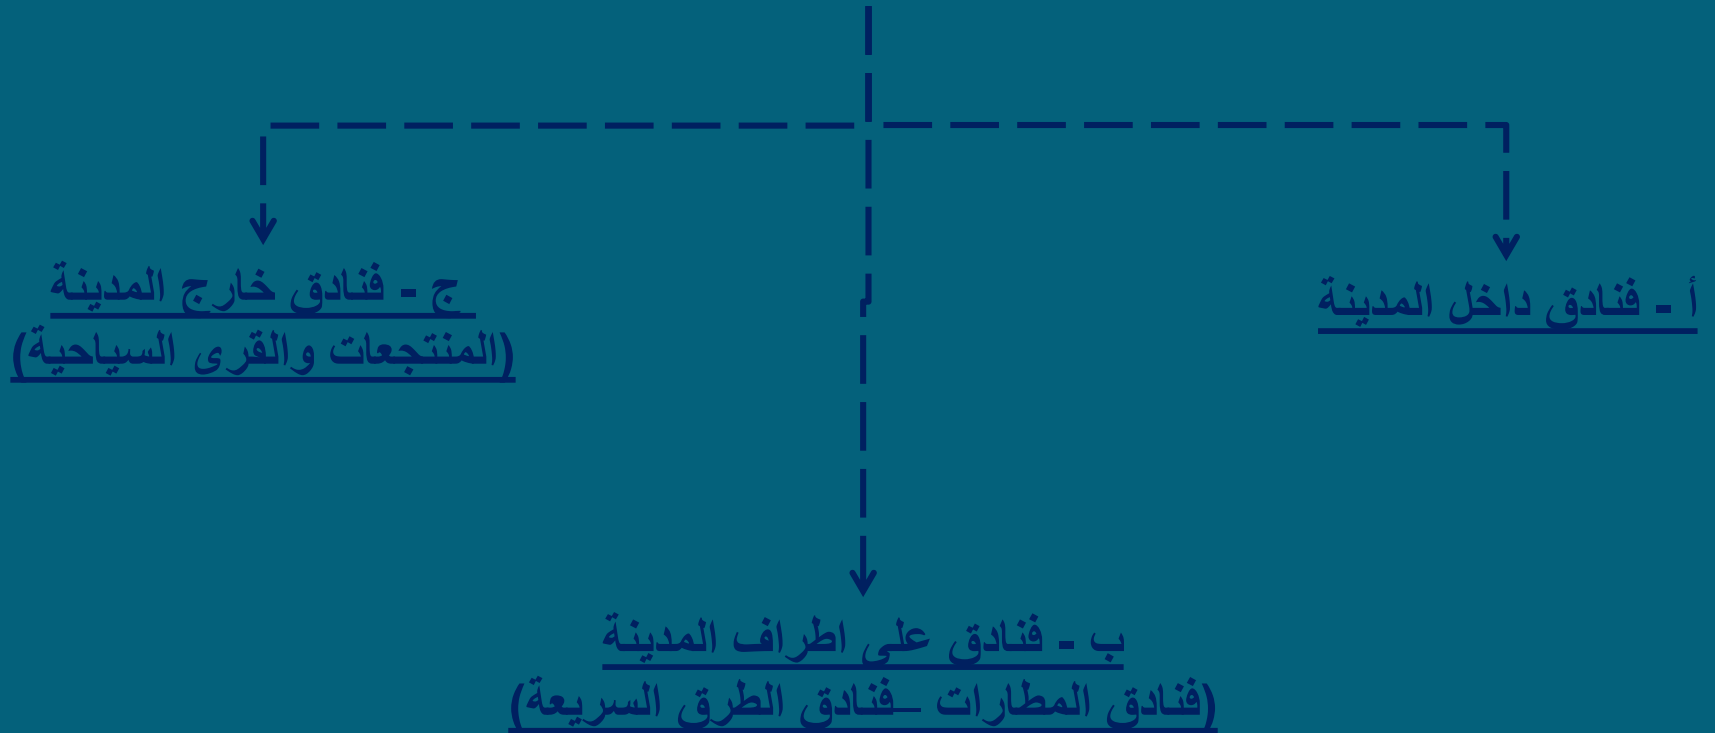 أ - فنادق داخل المدينة
ب - فنادق على اطراف المدينة
(فنادق المطارات –فنادق الطرق السريعة)
ج - فنادق خارج المدينة
(المنتجعات والقرى السياحية)